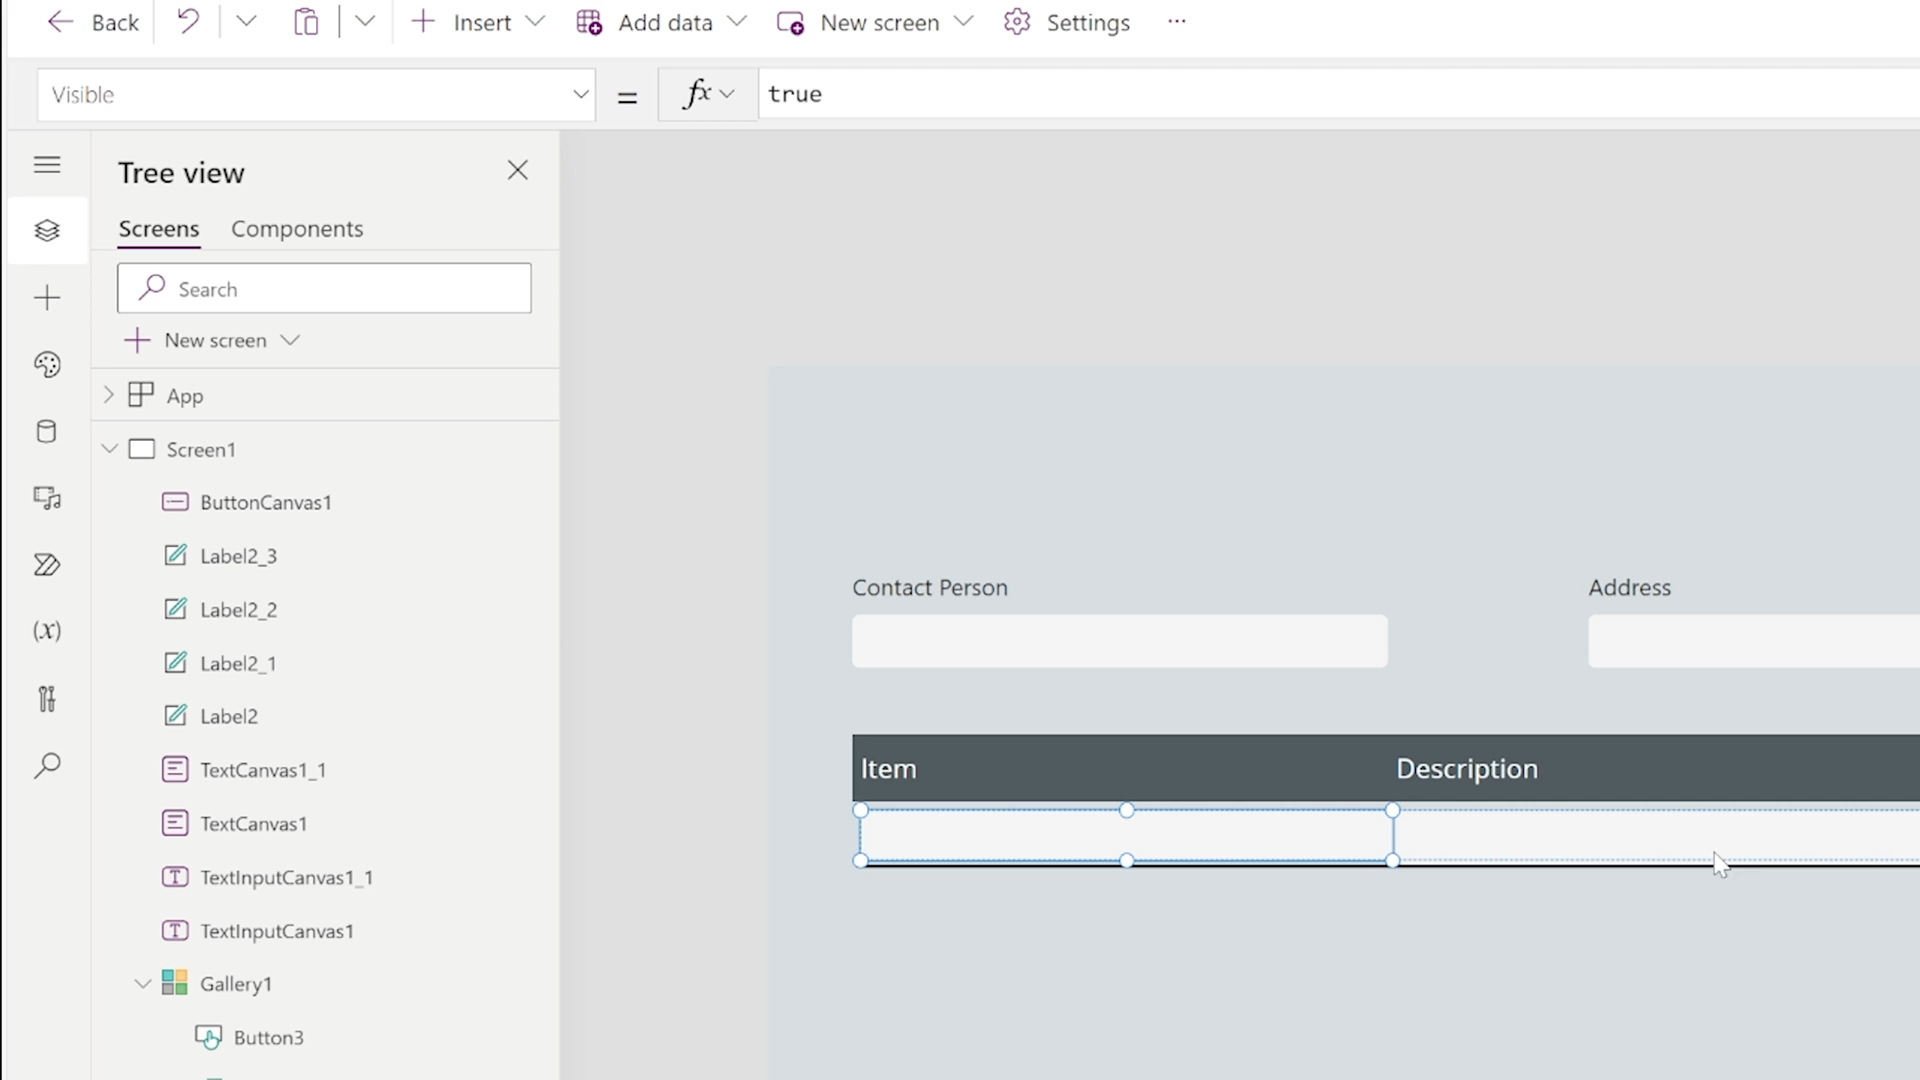 Back
Insert
Add data
New screen
Settings
Visible
=
fx
true
Tree view
Screens
Components
Search
New screen
App
Screen1
ButtonCanvas1
Label2_3
Label2_2
Label2_1
Label2
TextCanvas1_1
TextCanvas1
TextInputCanvas1_1
TextInputCanvas1
Gallery1
Button3
(x)
Contact Person
Address
Item
Description